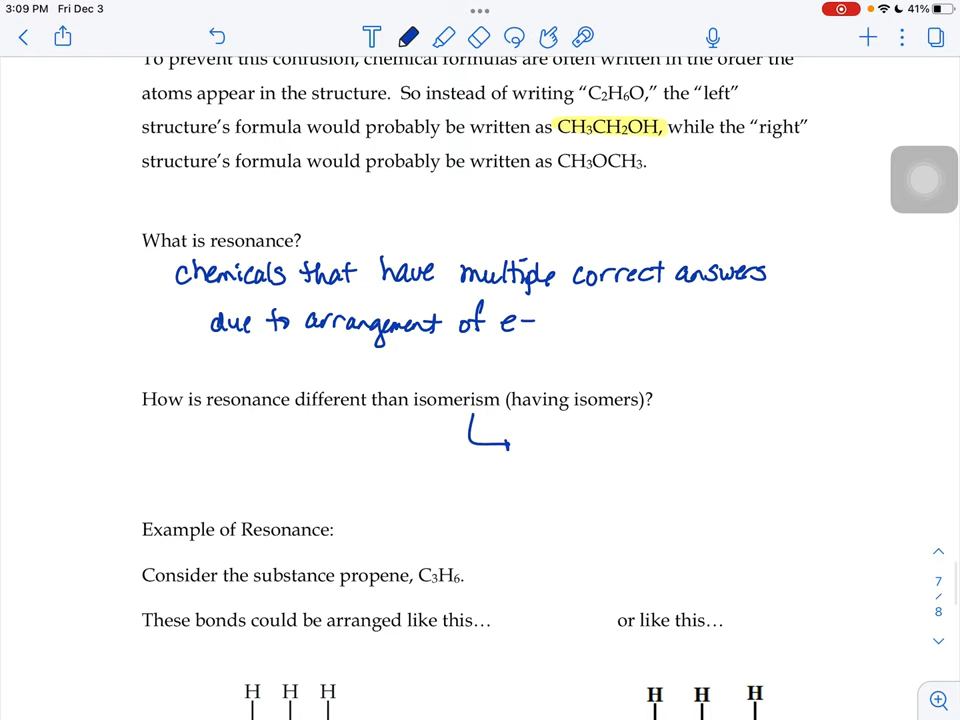 3:09 PM Fri Dec 3
41%
T
To prevent this confusion, chemical formulas are often written in the order the
atoms appear in the structure. So instead of writing “C₂H₆O,” the “left”
structure’s formula would probably be written as CH₃CH₂OH, while the “right”
structure’s formula would probably be written as CH₃OCH₃.
What is resonance?
chemicals that have multiple correct answers
due to arrangement of e-
How is resonance different than isomerism (having isomers)?
Example of Resonance:
Consider the substance propene, C₃H₆.
These bonds could be arranged like this… or like this…
H H H H H H
7
/
8